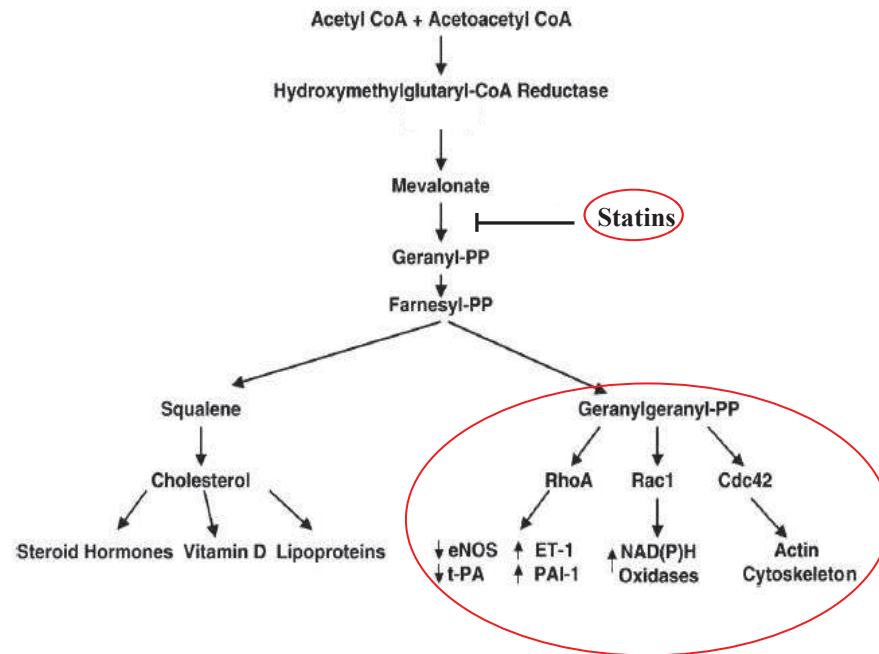 Acetyl CoA + Acetoacetyl CoA
Hydroxymethylglutaryl-CoA Reductase
Mevalonate
Statins
Geranyl-PP
Farnesyl-PP
Squalene
Geranylgeranyl-PP
Cholesterol
RhoA Rac1 Cdc42
Steroid Hormones Vitamin D Lipoproteins
↓ eNOS ↑ ET-1
↓ t-PA ↑ PAI-1
↑ NAD(P)H
Oxidases
Actin
Cytoskeleton